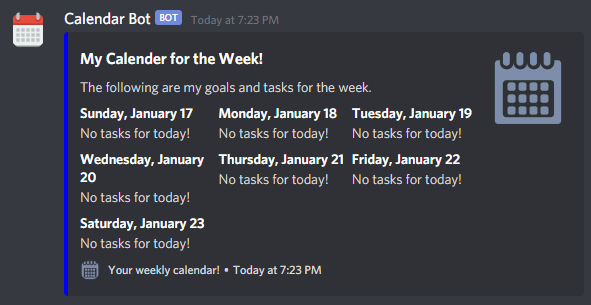 Calendar Bot BOT Today at 7:23 PM
My Calender for the Week!
The following are my goals and tasks for the week.
Sunday, January 17
No tasks for today!
Monday, January 18
No tasks for today!
Tuesday, January 19
No tasks for today!
Wednesday, January
20
No tasks for today!
Thursday, January 21
No tasks for today!
Friday, January 22
No tasks for today!
Saturday, January 23
No tasks for today!
Your weekly calendar! • Today at 7:23 PM